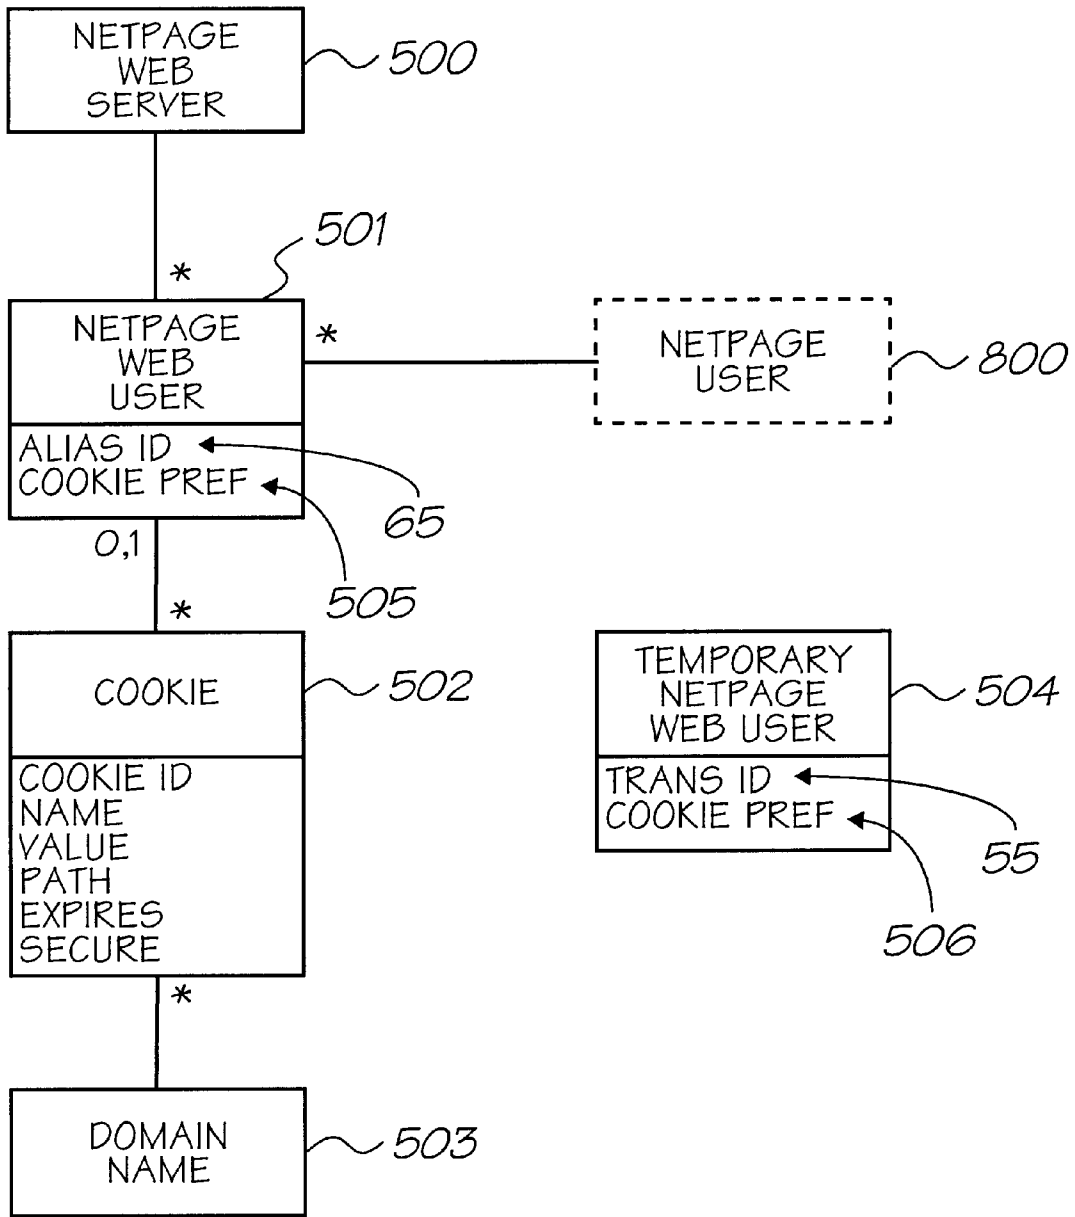 NETPAGE
WEB
SERVER
500
*
501
NETPAGE
WEB
USER
*
NETPAGE
USER
800
ALIAS ID
COOKIE PREF
65
0,1
505
*
COOKIE
502
TEMPORARY
NETPAGE
WEB USER
504
COOKIE ID
NAME
VALUE
PATH
EXPIRES
SECURE
TRANS ID
COOKIE PREF
55
506
*
DOMAIN
NAME
503